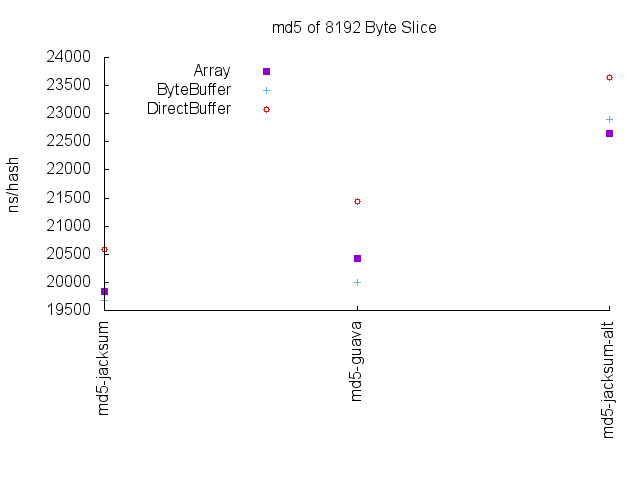 md5 of 8192 Byte Slice
24000
23500
23000
22500
22000
21500
21000
20500
20000
19500
ns/hash
Array
ByteBuffer
DirectBuffer
md5-jacksum
md5-guava
md5-jacksum-alt